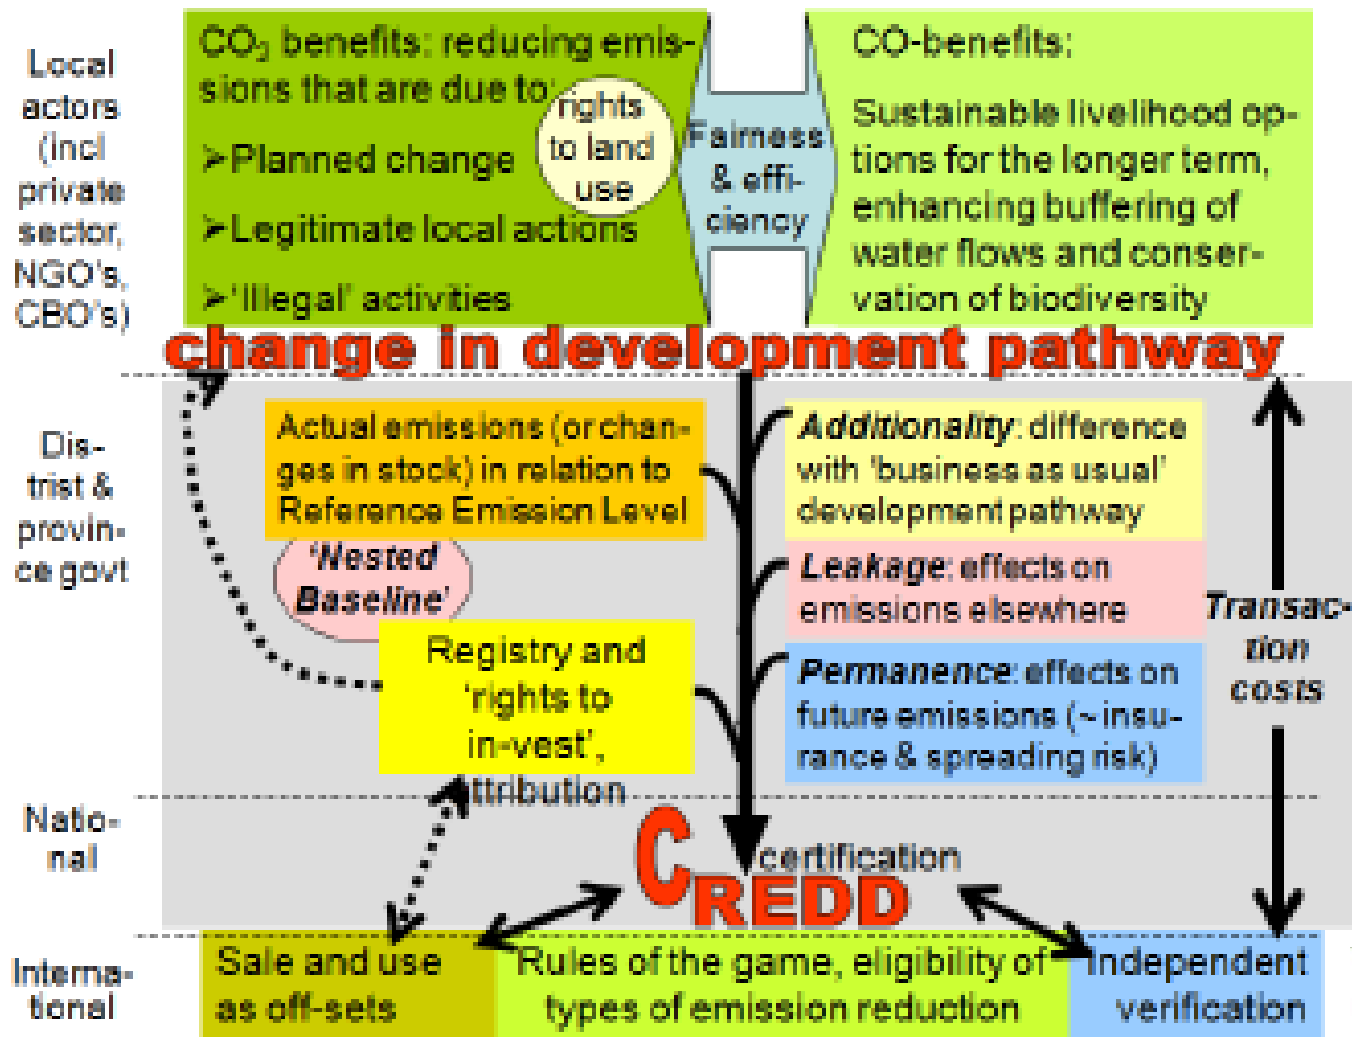 Local
actors
(incl
private
sector,
NGO's,
CBO's)
CO₂ benefits: reducing emis-
sions that are due to:
➢Planned change
➢Legitimate local actions
➢'Illegal' activities
rights
to land
use
Fairness
& effi-
ciency
CO-benefits:
Sustainable livelihood op-
tions for the longer term,
enhancing buffering of
water flows and conser-
vation of biodiversity
change in development pathway
Dis-
trist &
provin-
ce govt
Actual emissions (or chan-
ges in stock) in relation to
Reference Emission Level
'Nested
Baseline'
Registry and
'rights to
in-vest',
ttribution
Additionality: difference
with 'business as usual'
development pathway
Leakage: effects on
emissions elsewhere
Permanence: effects on
future emissions (~insu-
rance & spreading risk)
Transac-
tion
costs
Natio-
nal
certification
CREDD
Interna-
tional
Sale and use
as off-sets
Rules of the game, eligibility of
types of emission reduction
Independent
verification